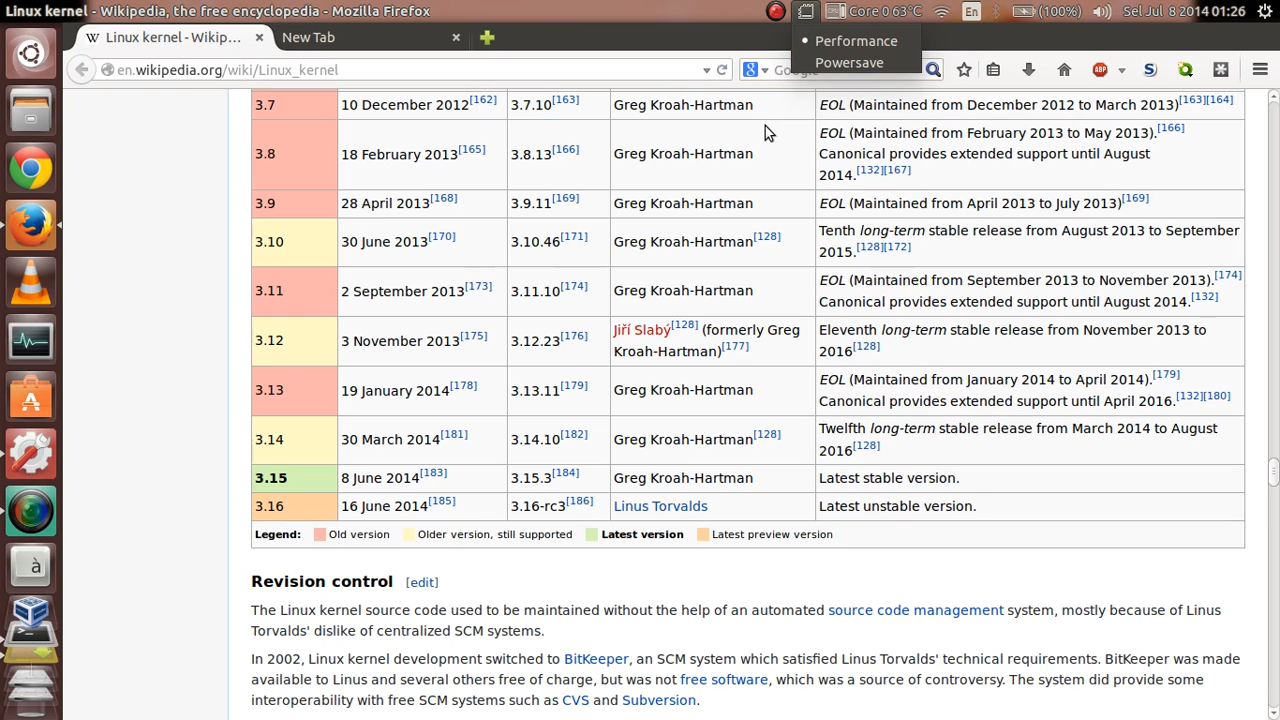 Linux kernel - Wikipedia, the free encyclopedia - Mozilla Firefox
Core 0 63°C En (100%) Sel Jul 8 2014 01:26
Linux kernel - Wikip... × New Tab ×
Performance
Powersave
en.wikipedia.org/wiki/Linux_kernel
3.7 10 December 2012[162] 3.7.10[163] Greg Kroah-Hartman EOL (Maintained from December 2012 to March 2013)[163][164]
3.8 18 February 2013[165] 3.8.13[166] Greg Kroah-Hartman EOL (Maintained from February 2013 to May 2013).[166]
Canonical provides extended support until August
2014.[132][167]
3.9 28 April 2013[168] 3.9.11[169] Greg Kroah-Hartman EOL (Maintained from April 2013 to July 2013)[169]
3.10 30 June 2013[170] 3.10.46[171] Greg Kroah-Hartman[128] Tenth long-term stable release from August 2013 to September
2015.[128][172]
3.11 2 September 2013[173] 3.11.10[174] Greg Kroah-Hartman EOL (Maintained from September 2013 to November 2013).[174]
Canonical provides extended support until August 2014.[132]
3.12 3 November 2013[175] 3.12.23[176] Jiří Slabý[128] (formerly Greg
Kroah-Hartman)[177] Eleventh long-term stable release from November 2013 to
2016[128]
3.13 19 January 2014[178] 3.13.11[179] Greg Kroah-Hartman EOL (Maintained from January 2014 to April 2014).[179]
Canonical provides extended support until April 2016.[132][180]
3.14 30 March 2014[181] 3.14.10[182] Greg Kroah-Hartman[128] Twelfth long-term stable release from March 2014 to August
2016[128]
3.15 8 June 2014[183] 3.15.3[184] Greg Kroah-Hartman Latest stable version.
3.16 16 June 2014[185] 3.16-rc3[186] Linus Torvalds Latest unstable version.
Legend: Old version Older version, still supported Latest version Latest preview version
Revision control [edit]
The Linux kernel source code used to be maintained without the help of an automated source code management system, mostly because of Linus
Torvalds' dislike of centralized SCM systems.
In 2002, Linux kernel development switched to BitKeeper, an SCM system which satisfied Linus Torvalds' technical requirements. BitKeeper was made
available to Linus and several others free of charge, but was not free software, which was a source of controversy. The system did provide some
interoperability with free SCM systems such as CVS and Subversion.